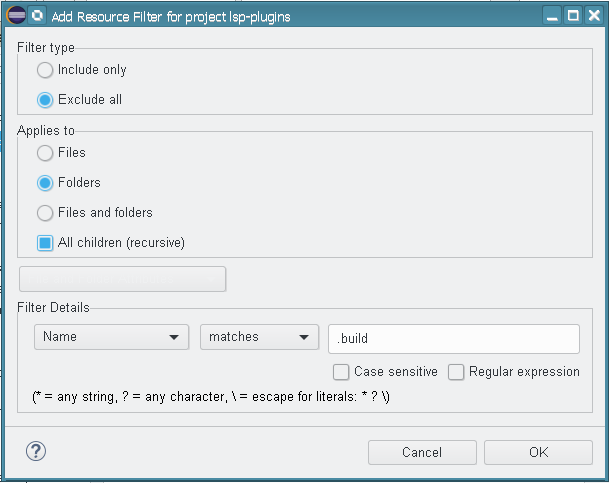 Add Resource Filter for project lsp-plugins
Filter type
Include only
Exclude all
Applies to
Files
Folders
Files and folders
All children (recursive)
Filter Details
Name matches .build
Case sensitive Regular expression
(* = any string, ? = any character, \ = escape for literals: * ? \)
? Cancel OK